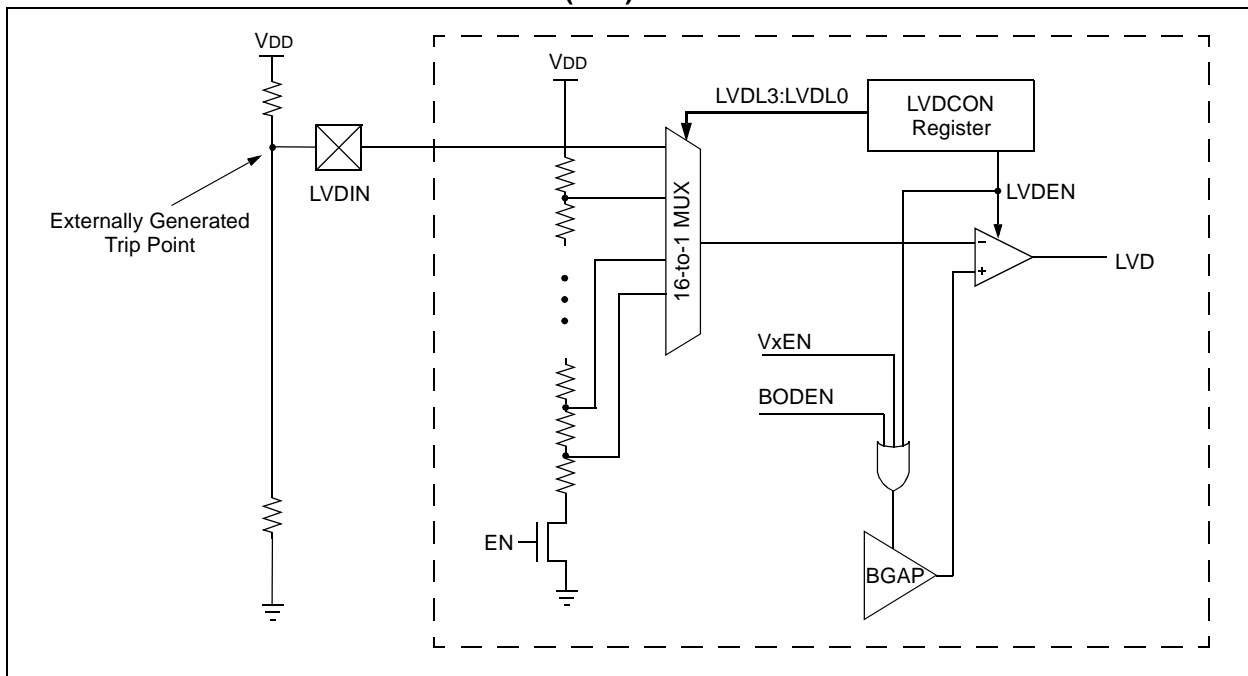 VDD
VDD
LVDL3:LVDL0
LVDCON
Register
LVDIN
LVDEN
Externally Generated
Trip Point
16-to-1 MUX
-
+
LVD
VxEN
BODEN
EN
BGAP